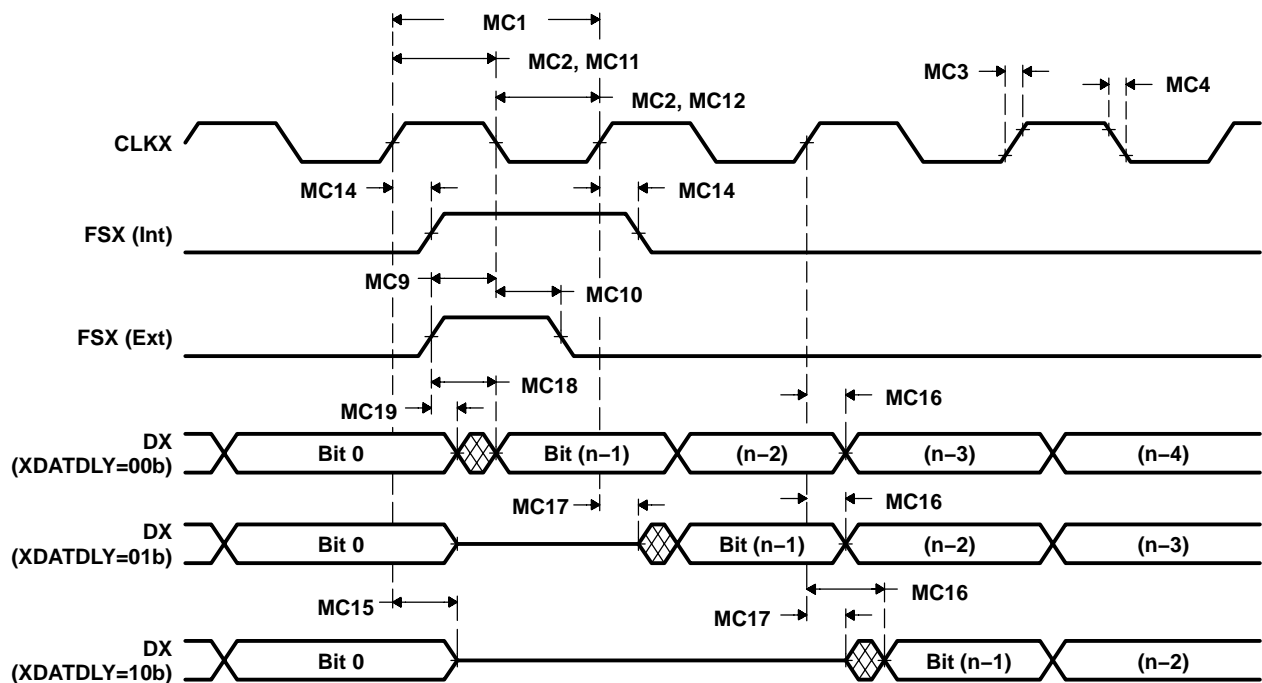 MC1
MC2, MC11
MC3
MC4
MC2, MC12
CLKX
MC14
MC14
FSX (Int)
MC9
MC10
FSX (Ext)
MC18
MC19
MC16
DX
(XDATDLY=00b)
Bit 0
Bit (n−1)
(n−2)
(n−3)
(n−4)
MC17
MC16
DX
(XDATDLY=01b)
Bit 0
Bit (n−1)
(n−2)
(n−3)
MC15
MC17
MC16
DX
(XDATDLY=10b)
Bit 0
Bit (n−1)
(n−2)